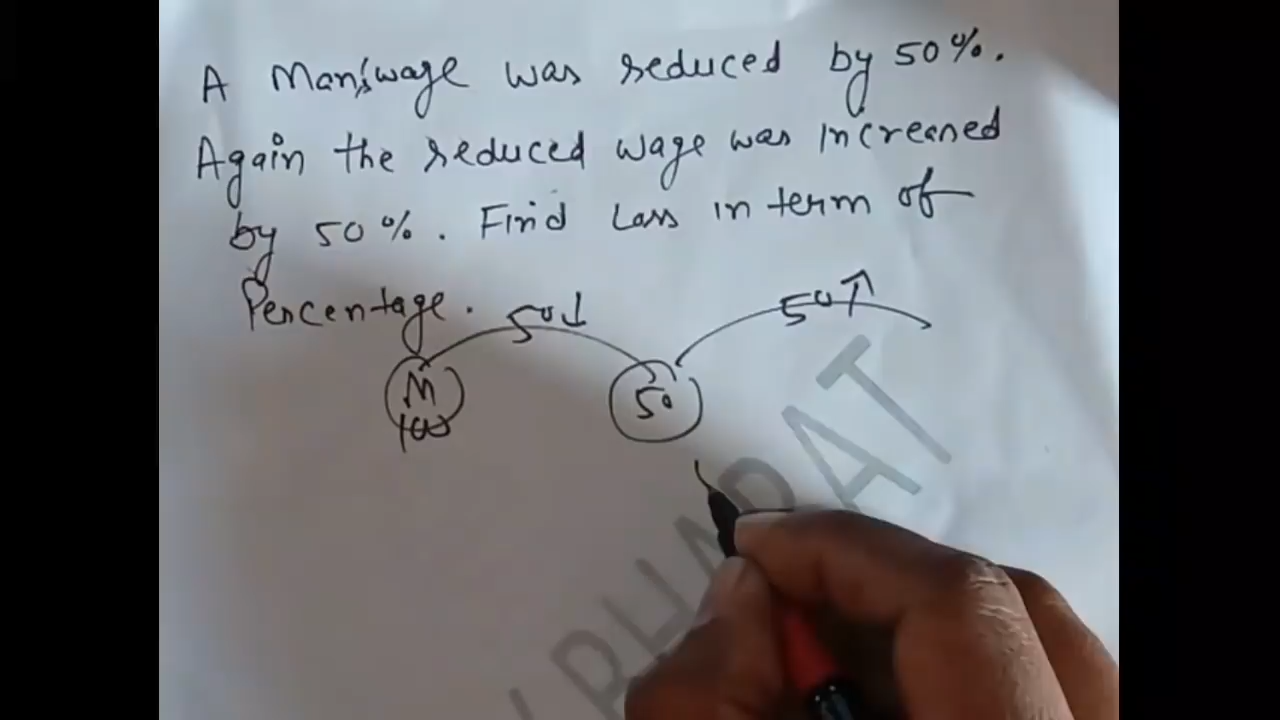 A Man's wage was reduced by 50%.
Again the reduced wage was increased
by 50%. Find Loss in term of
Percentage.
50↓
50↑
M
100
50